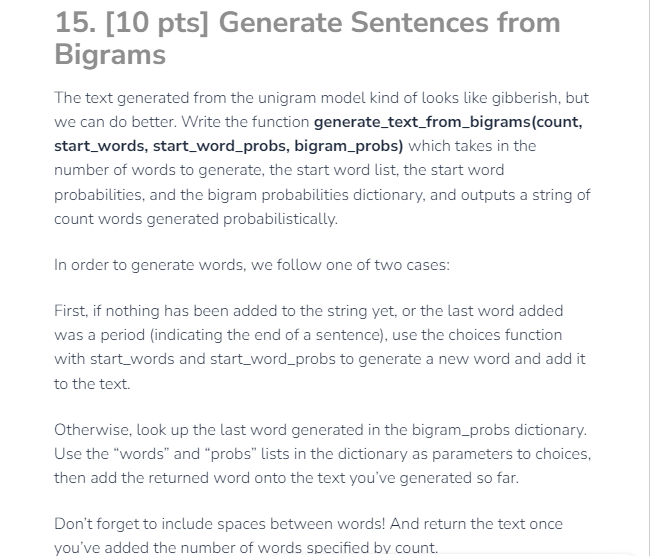 15. [10 pts] Generate Sentences from
Bigrams
The text generated from the unigram model kind of looks like gibberish, but
we can do better. Write the function generate_text_from_bigrams(count,
start_words, start_word_probs, bigram_probs) which takes in the
number of words to generate, the start word list, the start word
probabilities, and the bigram probabilities dictionary, and outputs a string of
count words generated probabilistically.
In order to generate words, we follow one of two cases:
First, if nothing has been added to the string yet, or the last word added
was a period (indicating the end of a sentence), use the choices function
with start_words and start_word_probs to generate a new word and add it
to the text.
Otherwise, look up the last word generated in the bigram_probs dictionary.
Use the “words” and “probs” lists in the dictionary as parameters to choices,
then add the returned word onto the text you’ve generated so far.
Don’t forget to include spaces between words! And return the text once
you’ve added the number of words specified by count.